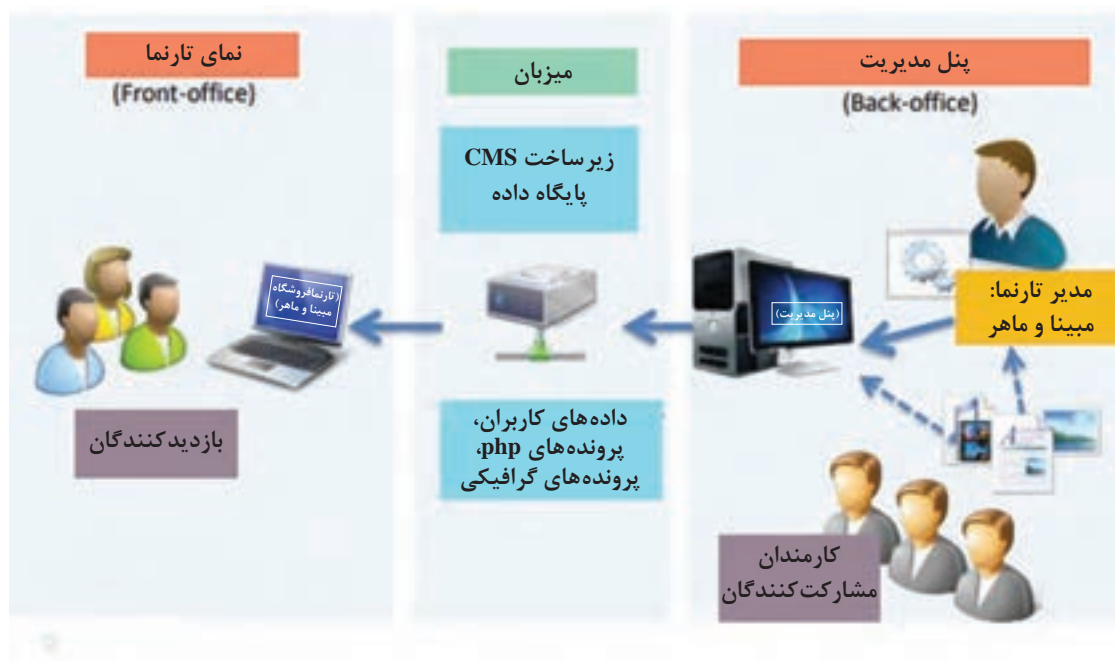 پنل مدیریت
(Back-office)
مدیر تارنما:
مبینا و ماهر
(پنل مدیریت)
کارمندان
مشارکت‌کنندگان
میزبان
زیرساخت CMS
پایگاه داده
داده‌های کاربران،
پرونده‌های php،
پرونده‌های گرافیکی
نمای تارنما
(Front-office)
(تارنمافروشگاه
مبینا و ماهر)
بازدیدکنندگان